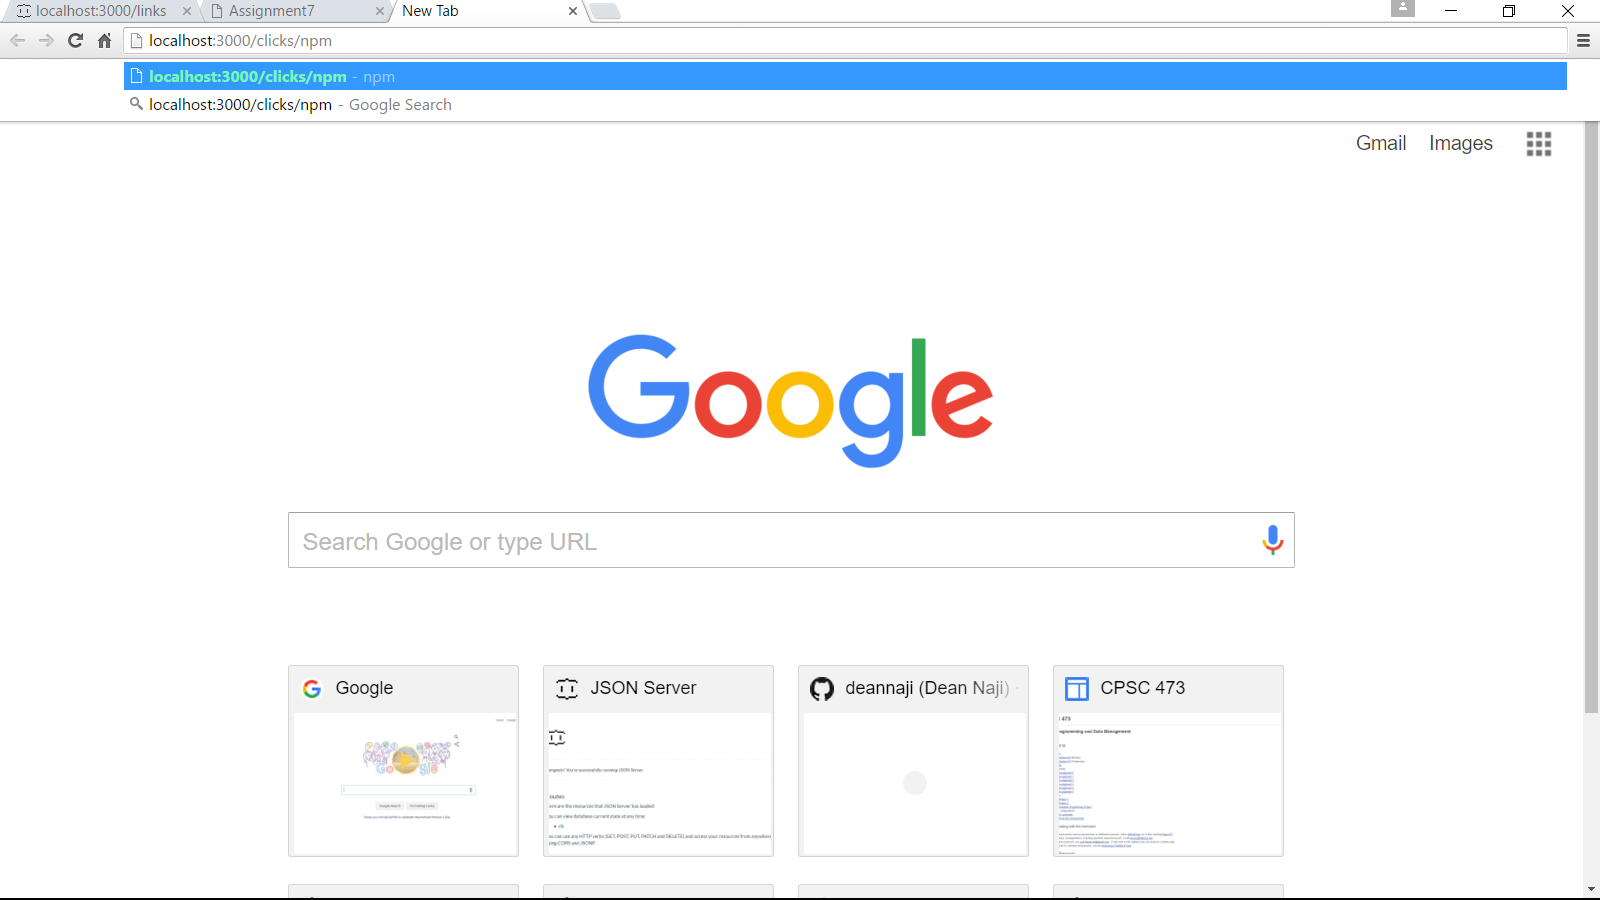 localhost:3000/links
Assignment7
New Tab
localhost:3000/clicks/npm
localhost:3000/clicks/npm - npm
localhost:3000/clicks/npm - Google Search
Gmail Images
Google
Search Google or type URL
Google
JSON Server
deannaji (Dean Naji)
CPSC 473